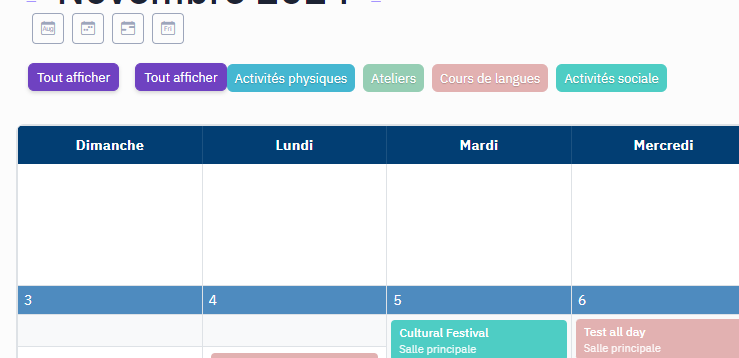 Novembre 2024
Aug
Fri
Tout afficher Tout afficher Activités physiques Ateliers Cours de langues Activités sociale
Dimanche Lundi Mardi Mercredi
3 4 5 6
Cultural Festival Test all day
Salle principale Salle principale